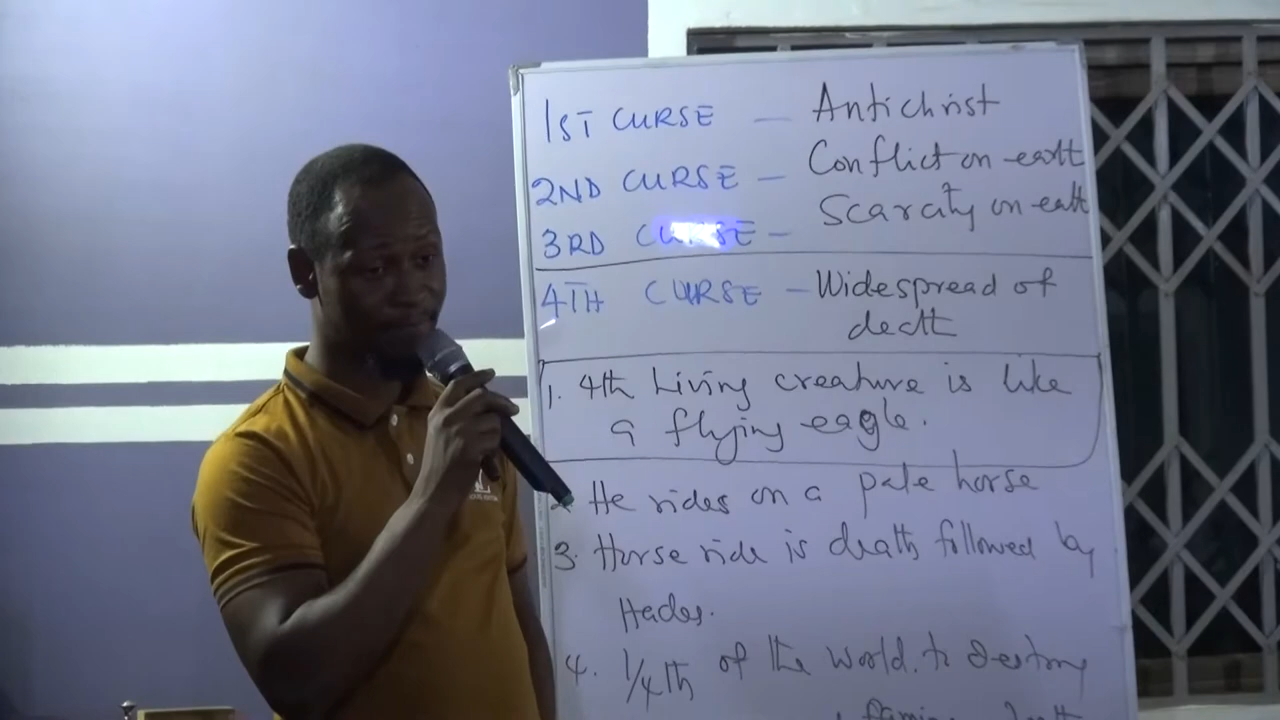 1ST CURSE — Antichrist
2ND CURSE — Conflict on earth
3RD CURSE — Scarcity on earth
4TH CURSE — Widespread of
death
1. 4th Living creature is like
a flying eagle.
He rides on a pale horse
3. Horse ride is death followed by
Hades.
4. 1/4th of the world. to destroy